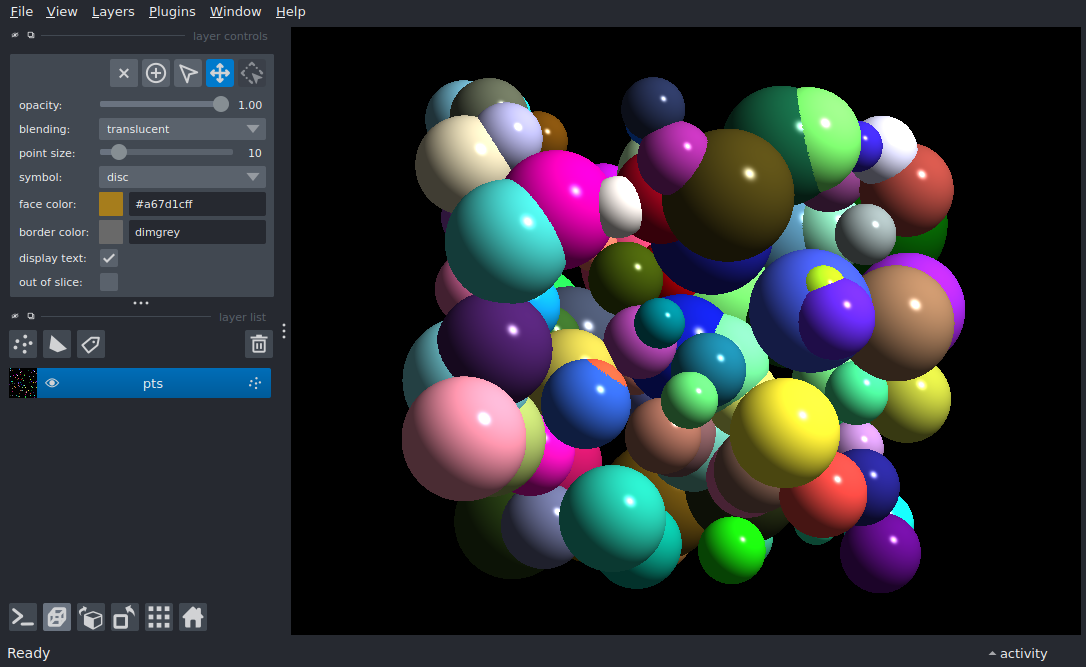 File View Layers Plugins Window Help
layer controls
opacity: 1.00
blending: translucent
point size: 10
symbol: disc
face color: #a67d1cff
border color: dimgrey
display text:
out of slice:
layer list
pts
Ready activity